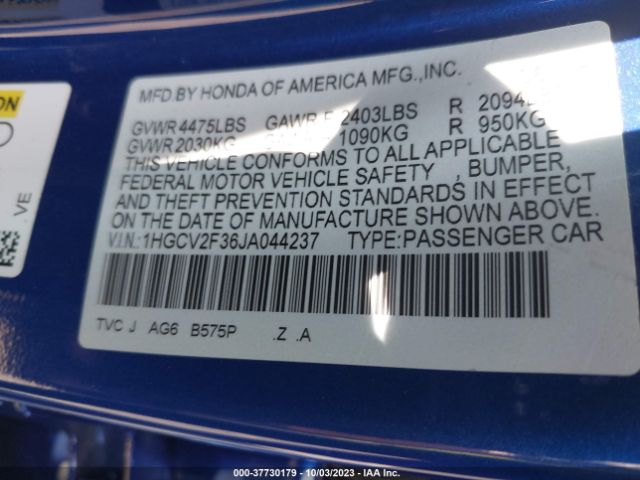 MFD.BY HONDA OF AMERICA MFG.,INC.
GVWR 4475LBS GAWR F 2403LBS R
GVWR 2030KG 1090KG R 950KG
THIS VEHICLE CONFORMS TO ALL APPLICABLE
FEDERAL MOTOR VEHICLE SAFETY , BUMPER,
AND THEFT PREVENTION STANDARDS IN EFFECT
ON THE DATE OF MANUFACTURE SHOWN ABOVE.
V.I.N.:1HGCV2F36JA044237 TYPE:PASSENGER CAR
TVC J AG6 B575P .Z .A
VE
000-37730179 - 10/03/2023 - IAA Inc.